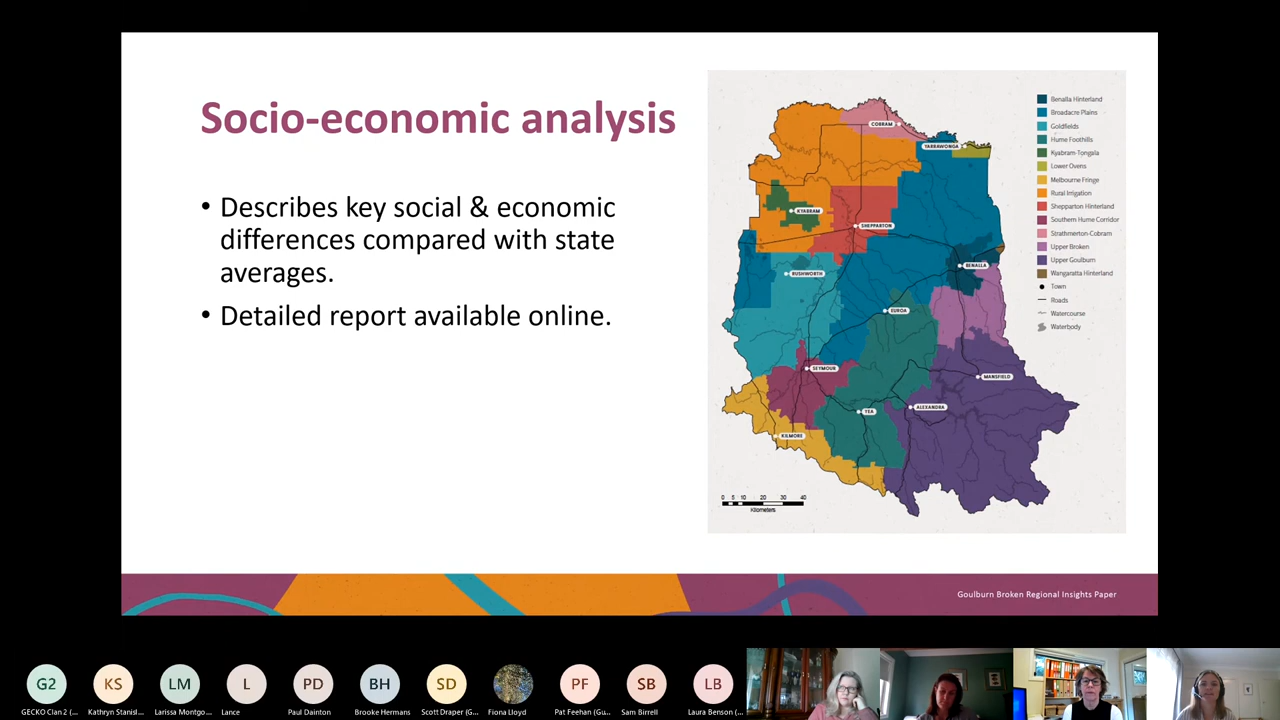 Socio-economic analysis
• Describes key social & economic
differences compared with state
averages.
• Detailed report available online.
COBRAM
YARRAWONGA
KYABRAM
SHEPPARTON
BENALLA
RUSHWORTH
EUROA
SEYMOUR
MANSFIELD
YEA
ALEXANDRA
KILMORE
0 5 10 20 30 40
Kilometers
Benalla Hinterland
Broadacre Plains
Goldfields
Hume Foothills
Kyabram-Tongala
Lower Ovens
Melbourne Fringe
Rural Irrigation
Shepparton Hinterland
Southern Hume Corridor
Strathmerton-Cobram
Upper Broken
Upper Goulburn
Wangaratta Hinterland
Town
Roads
Watercourse
Waterbody
Goulburn Broken Regional Insights Paper
G2
KS
LM
L
PD
BH
SD
PF
SB
LB
GECKO Clan 2 (...
Kathryn Stanisl...
Larissa Montgo...
Lance
Paul Dainton
Brooke Hermans
Scott Draper (G...
Fiona Lloyd
Pat Feehan (Gu...
Sam Birrell
Laura Benson (...